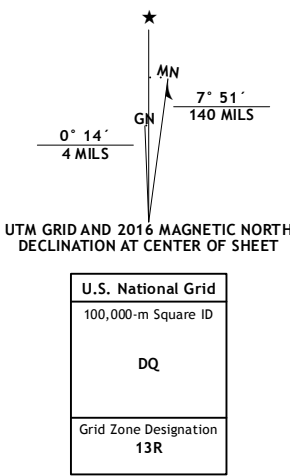 ★
MN
GN
7° 51´
140 MILS
0° 14´
4 MILS
UTM GRID AND 2016 MAGNETIC NORTH
DECLINATION AT CENTER OF SHEET
U.S. National Grid
100,000-m Square ID
DQ
Grid Zone Designation
13R